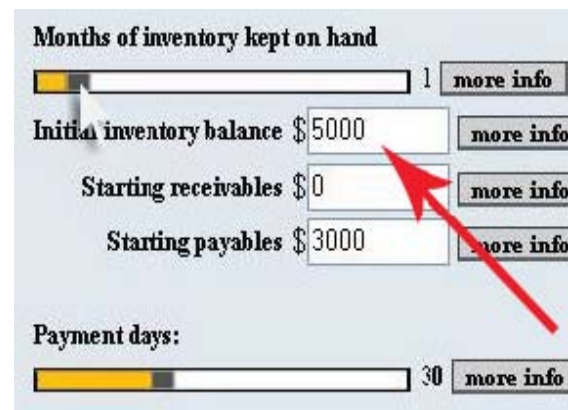 Months of inventory kept on hand
1 more info
Initial inventory balance $ 5000 more info
Starting receivables $ 0 more info
Starting payables $ 3000 more info
Payment days:
30 more info